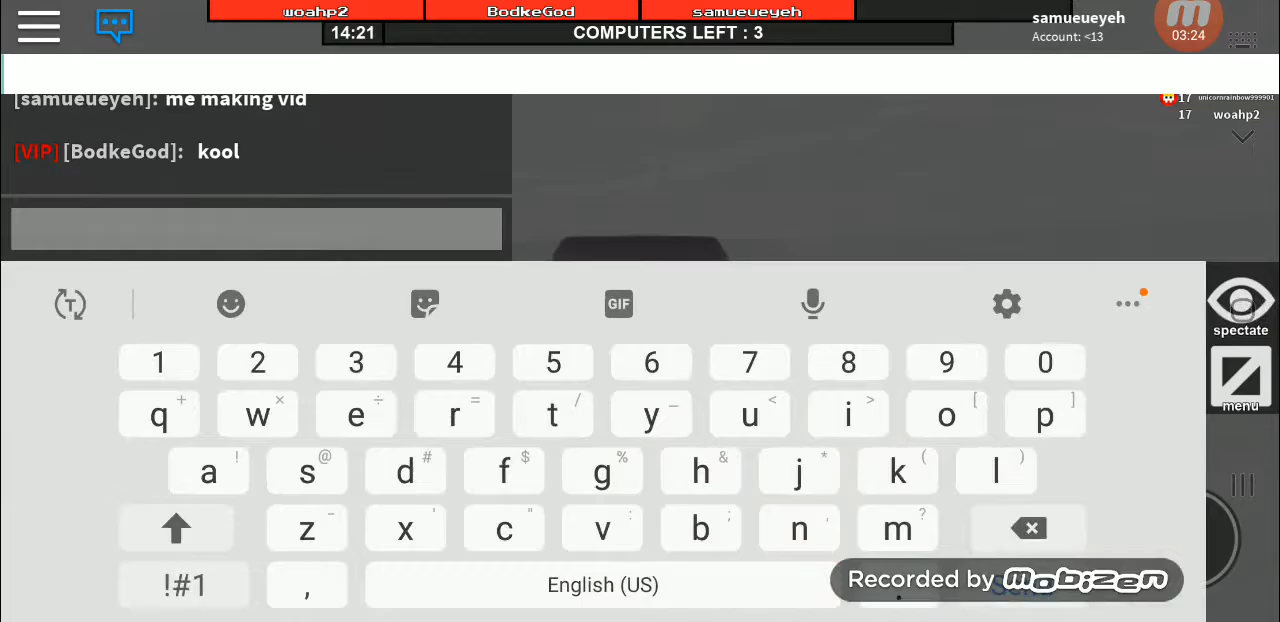 woahp2 BodkeGod samueueyeh
14:21 COMPUTERS LEFT : 3
samueueyeh
Account: <13
03:24
[samueueyeh]: me making vid
17 unicornrainbow999901
17 woahp2
[VIP] [BodkeGod]: kool
T GIF
spectate
menu
1 2 3 4 5 6 7 8 9 0
q + w × e ÷ r = t / y _ u < i > o [ p ]
a ! s @ d # f $ g % h & j * k ( l )
z - x ' c " v : b ; n , m ?
!#1 , English (US) .
Recorded by mobizen